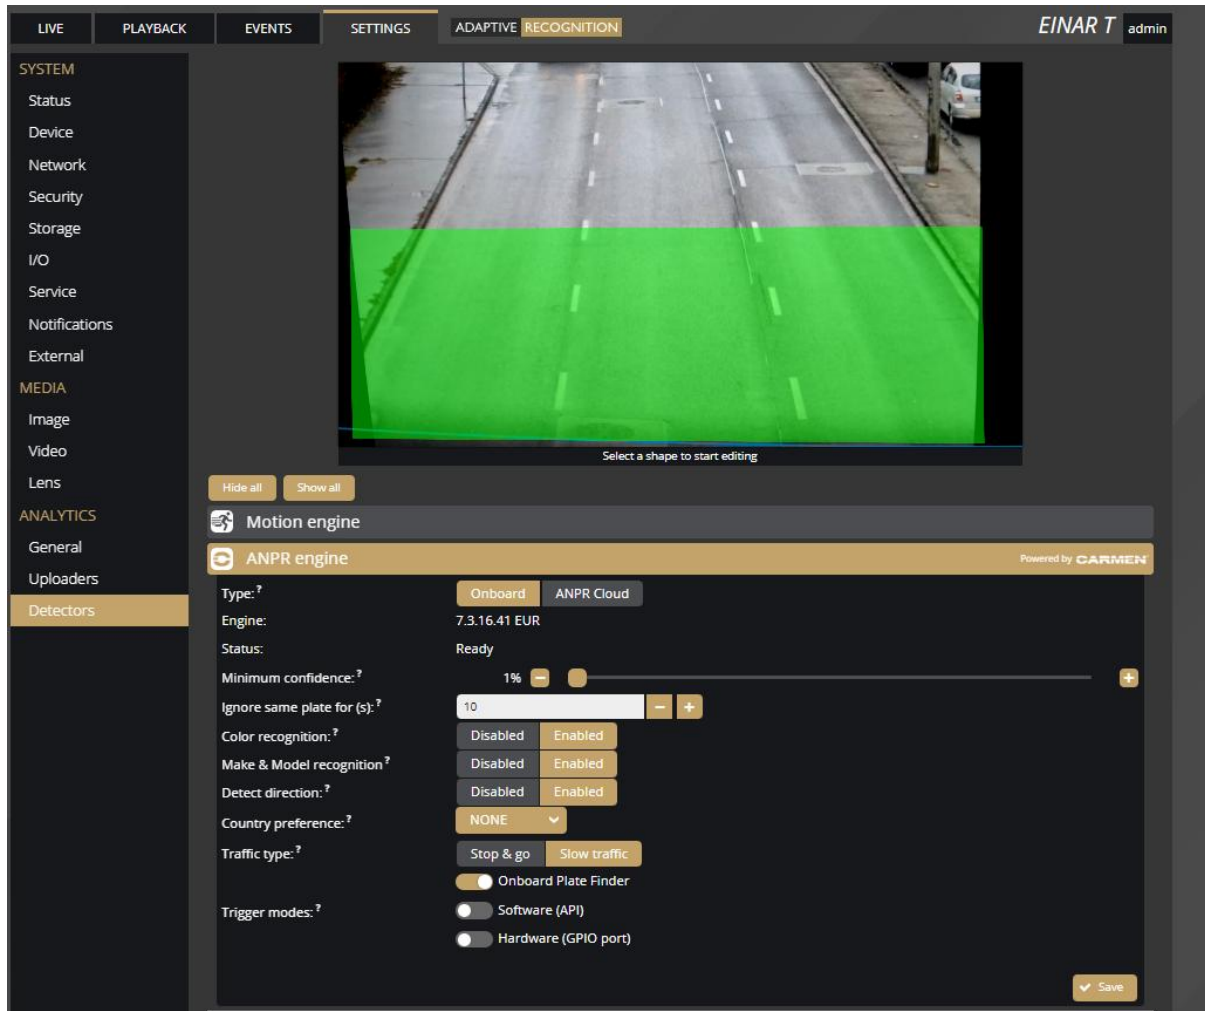 LIVE PLAYBACK EVENTS SETTINGS ADAPTIVE RECOGNITION EINAR T admin
SYSTEM
Status
Device
Network
Security
Storage
I/O
Service
Notifications
External
MEDIA
Image
Video
Lens
ANALYTICS
General
Uploaders
Detectors
Select a shape to start editing
Hide all Show all
Motion engine
ANPR engine Powered by CARMEN
Type:? Onboard ANPR Cloud
Engine: 7.3.16.41 EUR
Status: Ready
Minimum confidence:? 1% − +
Ignore same plate for (s):? 10 − +
Color recognition:? Disabled Enabled
Make & Model recognition? Disabled Enabled
Detect direction:? Disabled Enabled
Country preference:? NONE
Traffic type:? Stop & go Slow traffic
Onboard Plate Finder
Trigger modes:? Software (API)
Hardware (GPIO port)
Save